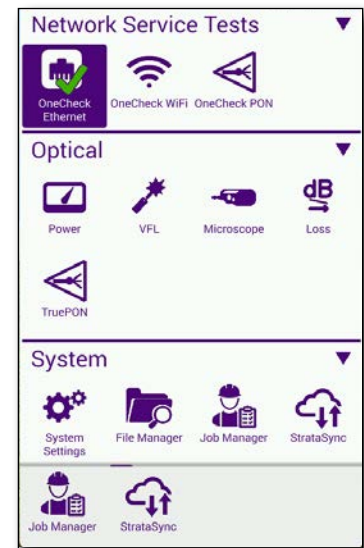 Network Service Tests
OneCheck Ethernet
OneCheck WiFi
OneCheck PON
Optical
Power
VFL
Microscope
dB
Loss
TruePON
System
System Settings
File Manager
Job Manager
StrataSync
Job Manager
StrataSync